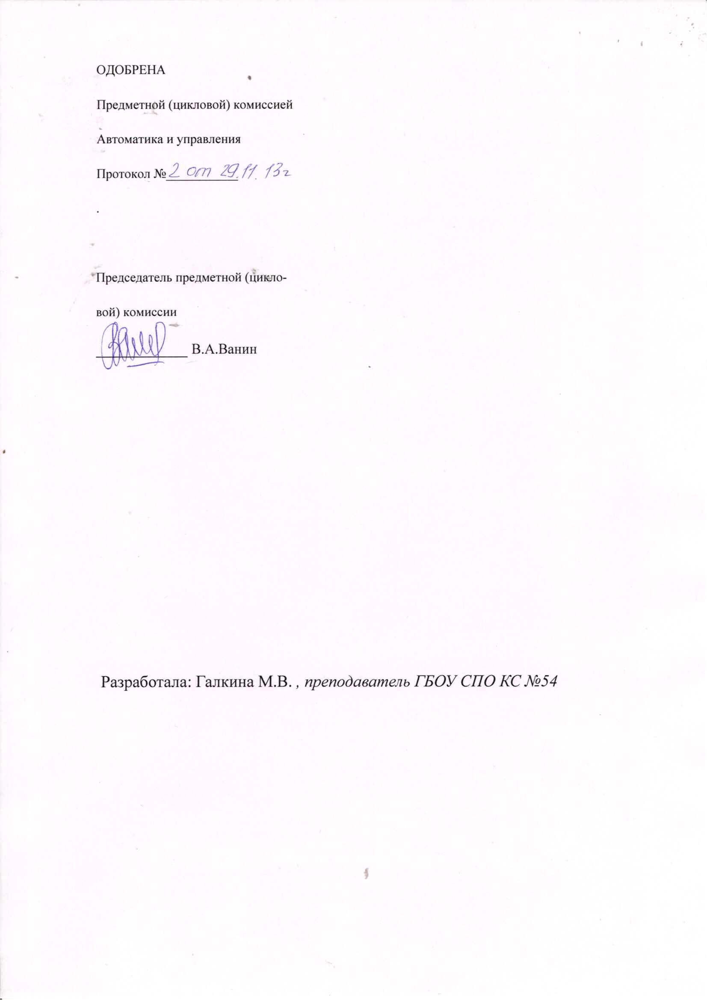 ОДОБРЕНА
Предметной (цикловой) комиссией
Автоматика и управления
Протокол №2 от 29.11.13г
.
Председатель предметной (цикло-
вой) комиссии
В.А.Ванин
Разработала: Галкина М.В. , преподаватель ГБОУ СПО КС №54